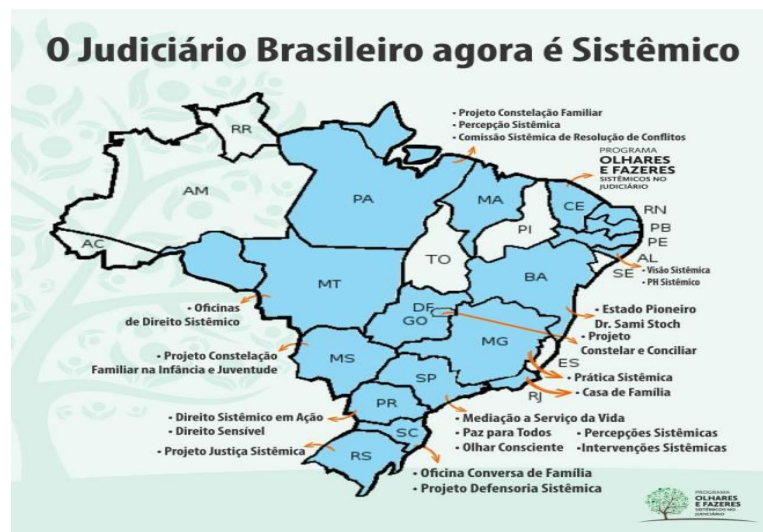 O Judiciário Brasileiro agora é Sistêmico
• Projeto Constelação Familiar
• Percepção Sistêmica
• Comissão Sistêmica de Resolução de Conflitos
PROGRAMA
OLHARES
E FAZERES
SISTÊMICOS NO
JUDICIÁRIO
RR
AM
PA
MA
CE
RN
PB
PE
AL
SE
PI
AC
TO
BA
MT
DF
GO
MG
ES
MS
SP
RJ
PR
SC
RS
• Visão Sistêmica
• PH Sistêmico
• Oficinas
de Direito Sistêmico
• Estado Pioneiro
Dr. Sami Stoch
• Projeto
Constelar e Conciliar
• Projeto Constelação
Familiar na Infância e Juventude
• Prática Sistêmica
• Casa de Família
• Direito Sistêmico em Ação
• Direito Sensível
• Projeto Justiça Sistêmica
• Mediação a Serviço da Vida
• Paz para Todos
• Percepções Sistêmicas
• Olhar Consciente
•Intervenções Sistêmicas
• Oficina Conversa de Família
• Projeto Defensoria Sistêmica
PROGRAMA
OLHARES
E FAZERES
SISTÊMICOS NO
JUDICIÁRIO